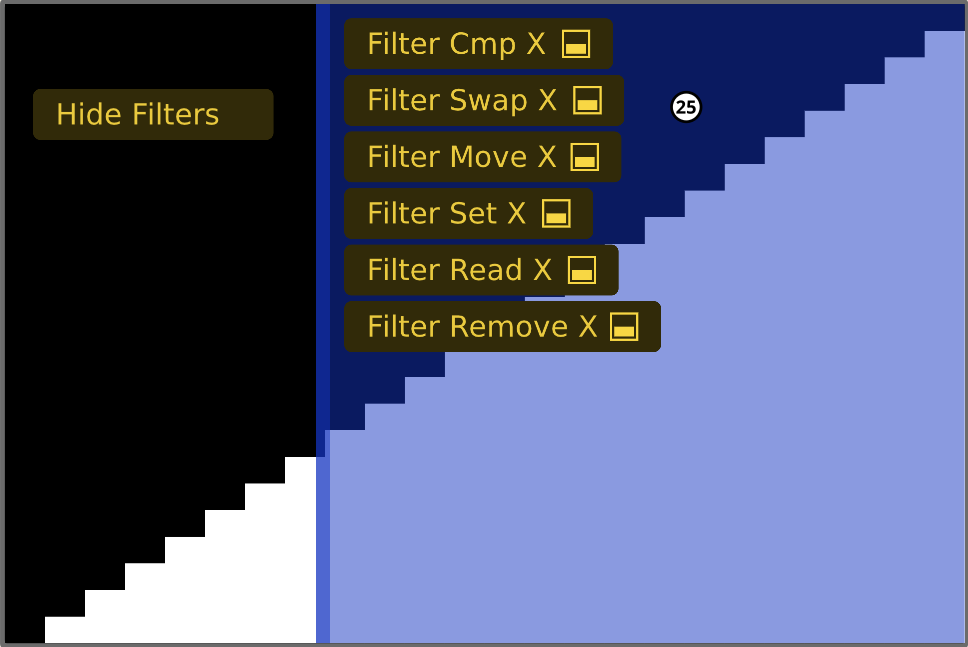 Filter Cmp X
Filter Swap X
Hide Filters
25
Filter Move X
Filter Set X
Filter Read X
Filter Remove X